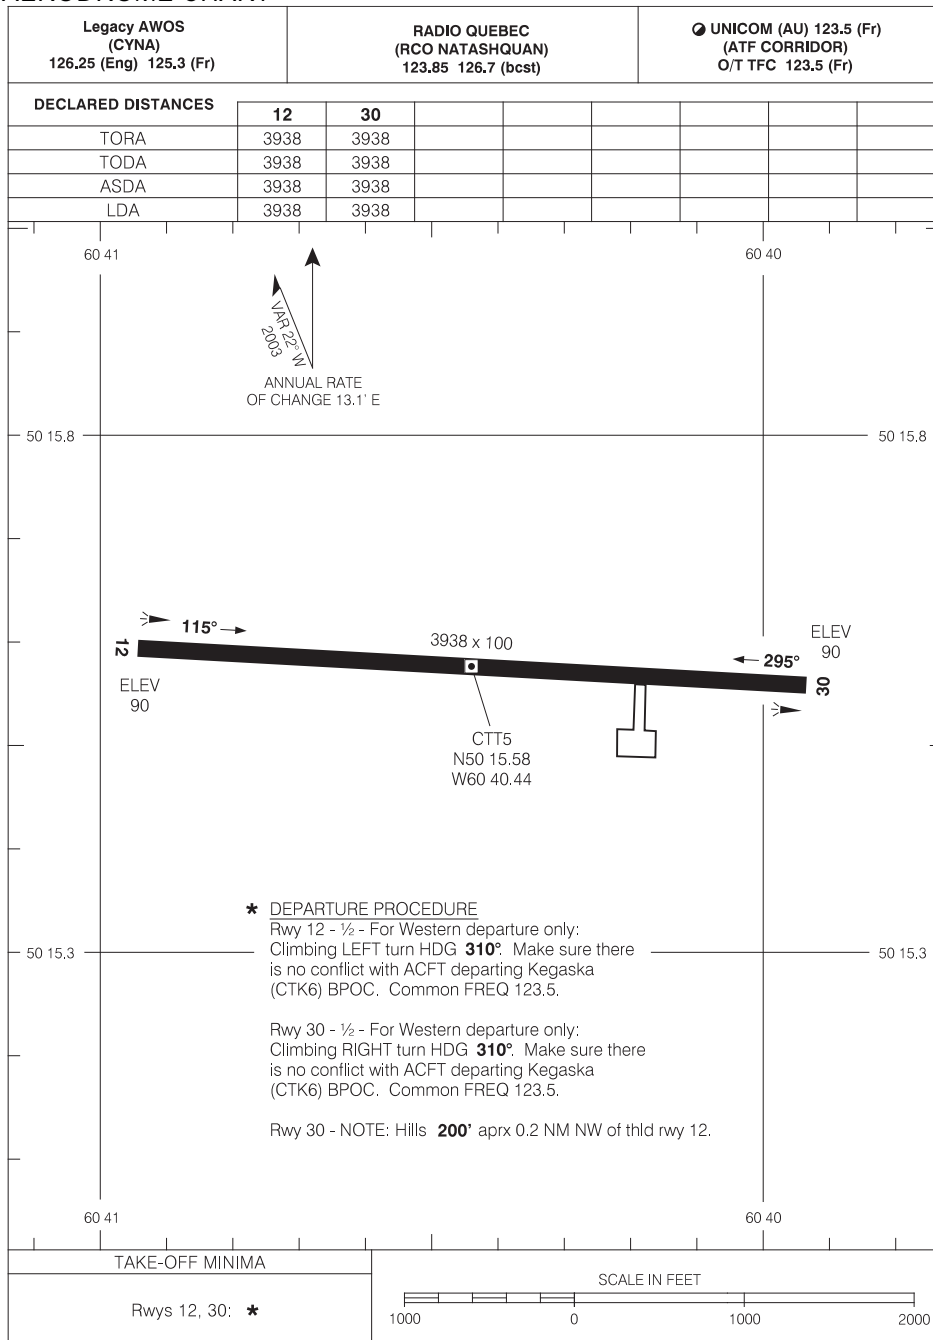 Legacy AWOS
(CYNA)
126.25 (Eng) 125.3 (Fr)
RADIO QUEBEC
(RCO NATASHQUAN)
123.85 126.7 (bcst)
UNICOM (AU) 123.5 (Fr)
(ATF CORRIDOR)
O/T TFC 123.5 (Fr)
DECLARED DISTANCES 12 30
TORA 3938 3938
TODA 3938 3938
ASDA 3938 3938
LDA 3938 3938
60 41 60 40
VAR 22° W
2003
ANNUAL RATE
OF CHANGE 13.1' E
50 15.8 50 15.8
115°
12
ELEV
90
3938 x 100
295°
ELEV
90
30
CTT5
N50 15.58
W60 40.44
* DEPARTURE PROCEDURE
Rwy 12 - ½ - For Western departure only:
Climbing LEFT turn HDG 310°. Make sure there
is no conflict with ACFT departing Kegaska
(CTK6) BPOC. Common FREQ 123.5.
50 15.3 50 15.3
Rwy 30 - ½ - For Western departure only:
Climbing RIGHT turn HDG 310°. Make sure there
is no conflict with ACFT departing Kegaska
(CTK6) BPOC. Common FREQ 123.5.
Rwy 30 - NOTE: Hills 200' aprx 0.2 NM NW of thld rwy 12.
60 41 60 40
TAKE-OFF MINIMA
Rwys 12, 30: *
SCALE IN FEET
1000 0 1000 2000